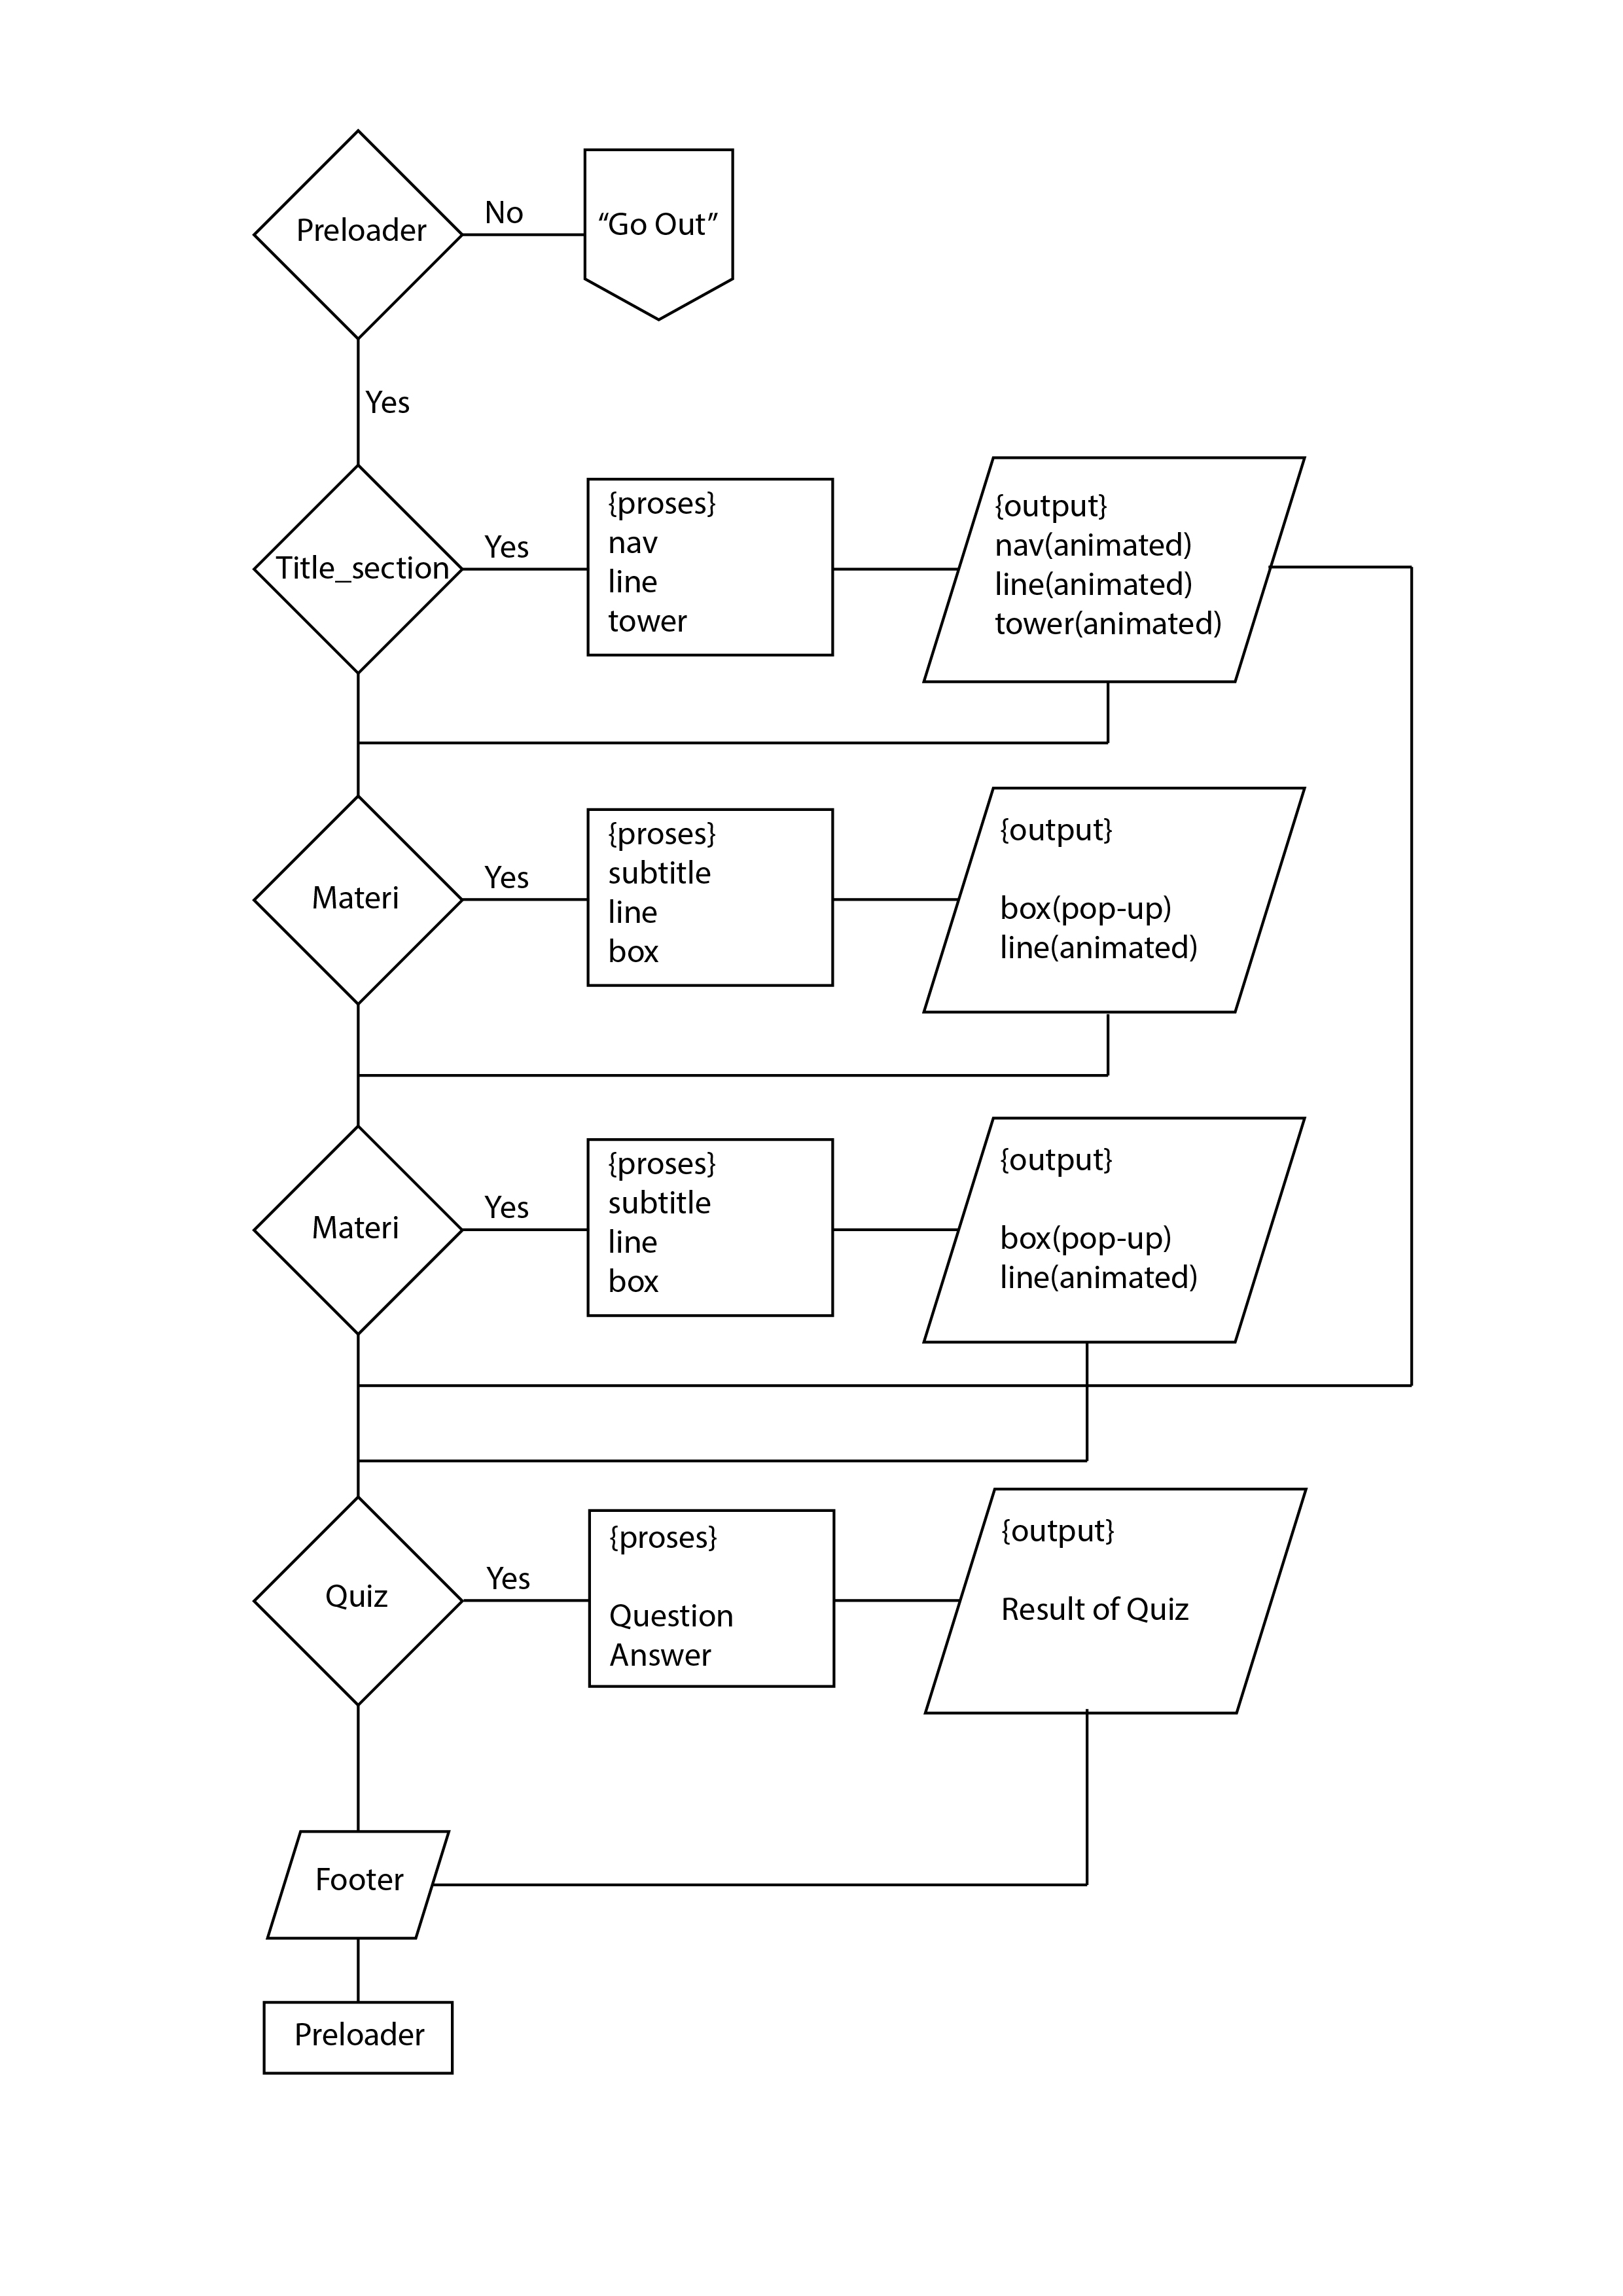 Preloader
No
“Go Out”
Yes
Title_section
Yes
{proses}
nav
line
tower
{output}
nav(animated)
line(animated)
tower(animated)
Materi
Yes
{proses}
subtitle
line
box
{output}
box(pop-up)
line(animated)
Materi
Yes
{proses}
subtitle
line
box
{output}
box(pop-up)
line(animated)
Quiz
Yes
{proses}
Question
Answer
{output}
Result of Quiz
Footer
Preloader